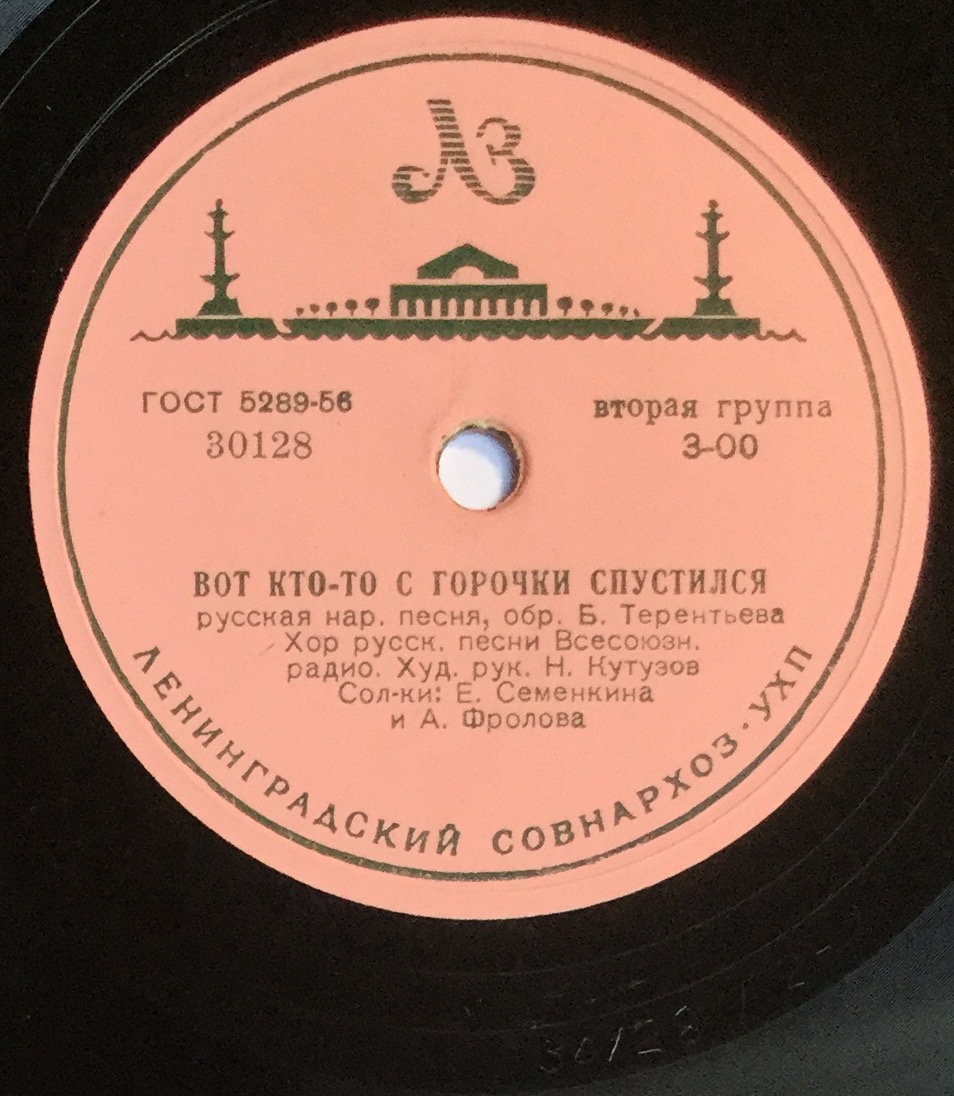 ЛЗ
ГОСТ 5289-56
30128
вторая группа
3-00
ВОТ КТО-ТО С ГОРОЧКИ СПУСТИЛСЯ
русская нар. песня, обр. Б. Терентьева
Хор русск. песни Всесоюзн.
радио. Худ. рук. Н. Кутузов
Сол-ки: Е. Семенкина
и А. Фролова
ЛЕНИНГРАДСКИЙ СОВНАРХОЗ · УХП
30128